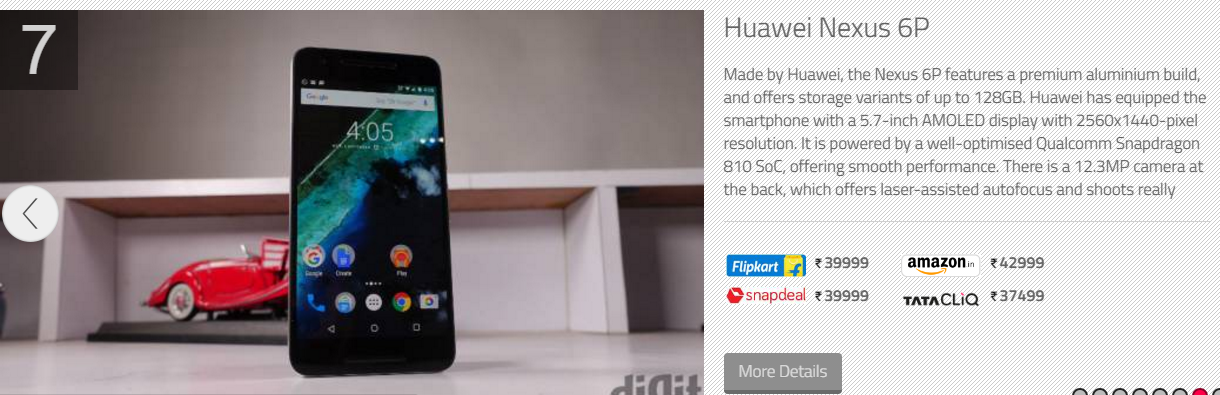 7
Huawei Nexus 6P
Made by Huawei, the Nexus 6P features a premium aluminium build,
and offers storage variants of up to 128GB. Huawei has equipped the
smartphone with a 5.7-inch AMOLED display with 2560x1440-pixel
resolution. It is powered by a well-optimised Qualcomm Snapdragon
810 SoC, offering smooth performance. There is a 12.3MP camera at
the back, which offers laser-assisted autofocus and shoots really
Flipkart ₹ 39999
amazon.in ₹ 42999
snapdeal ₹ 39999
TATA CLiQ ₹ 37499
More Details
Google
4:05
Google Create Play
digit